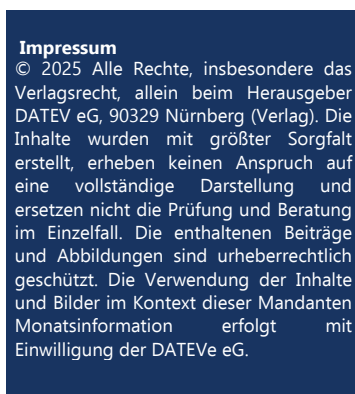 Impressum
© 2025 Alle Rechte, insbesondere das
Verlagsrecht, allein beim Herausgeber
DATEV eG, 90329 Nürnberg (Verlag). Die
Inhalte wurden mit größter Sorgfalt
erstellt, erheben keinen Anspruch auf
eine vollständige Darstellung und
ersetzen nicht die Prüfung und Beratung
im Einzelfall. Die enthaltenen Beiträge
und Abbildungen sind urheberrechtlich
geschützt. Die Verwendung der Inhalte
und Bilder im Kontext dieser Mandanten
Monatsinformation erfolgt mit
Einwilligung der DATEVe eG.